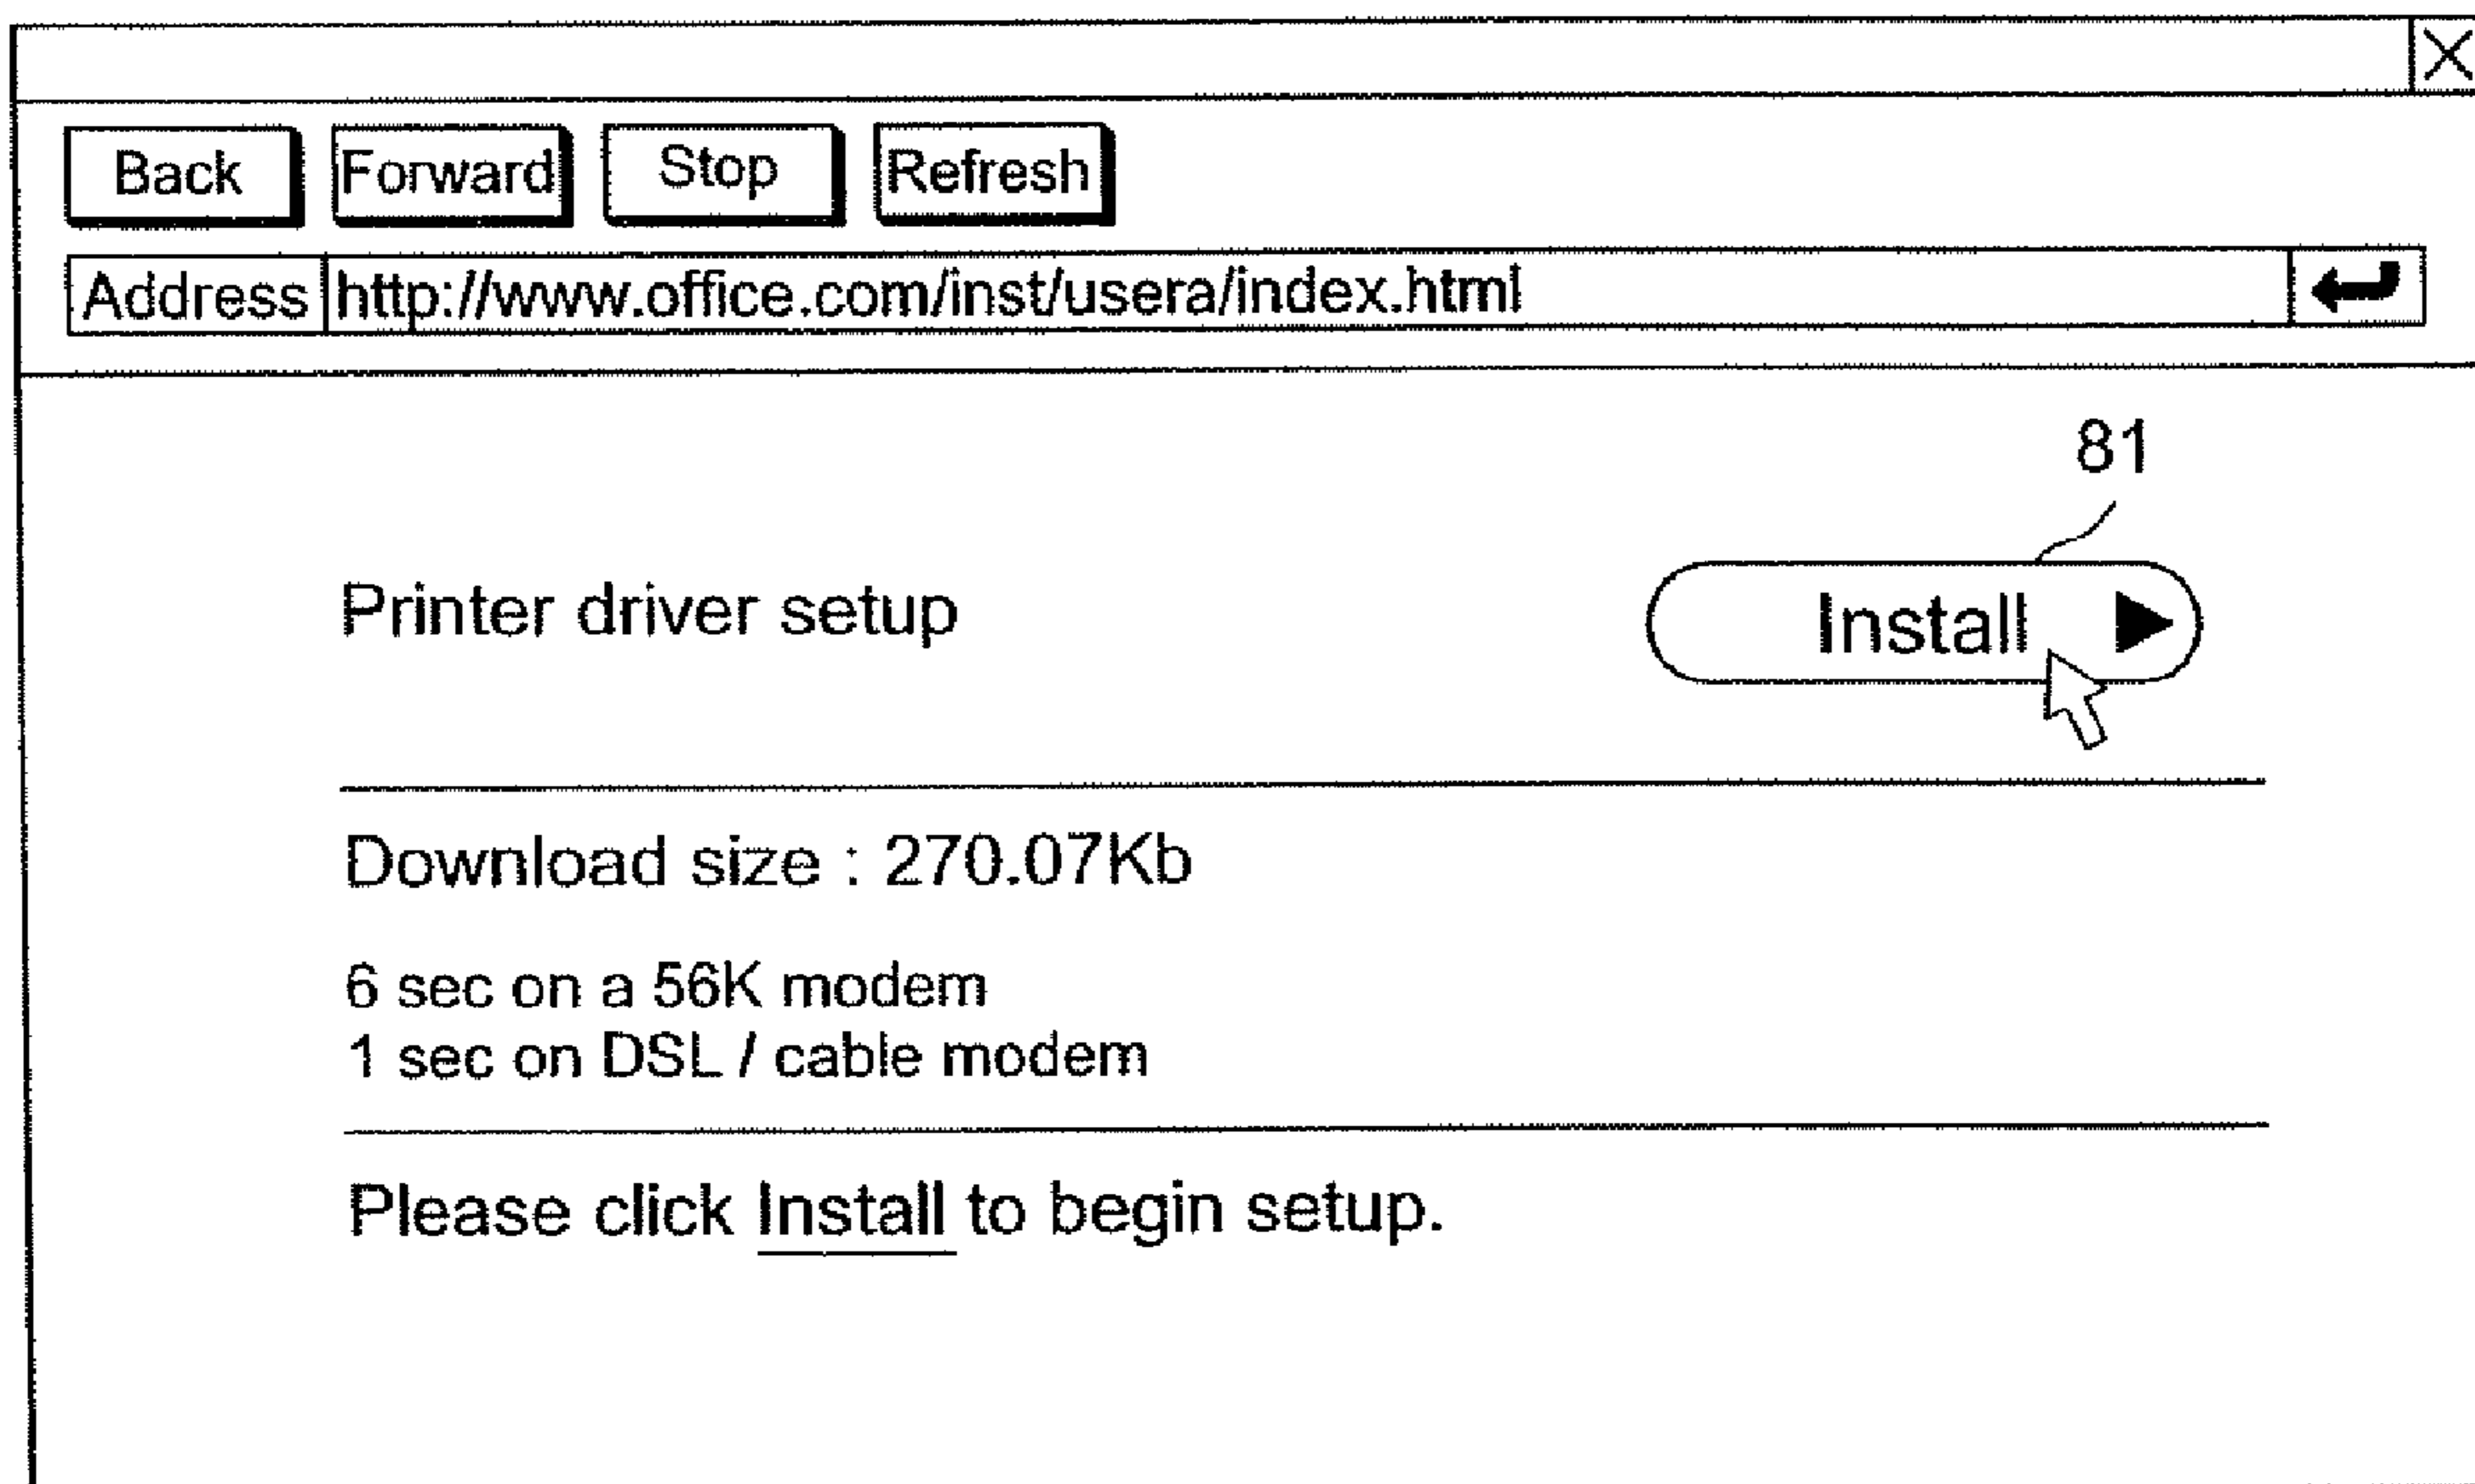 Back Forward Stop Refresh
Address http://www.office.com/inst/usera/index.html
81
Printer driver setup Install
Download size : 270.07Kb
6 sec on a 56K modem
1 sec on DSL / cable modem
Please click Install to begin setup.